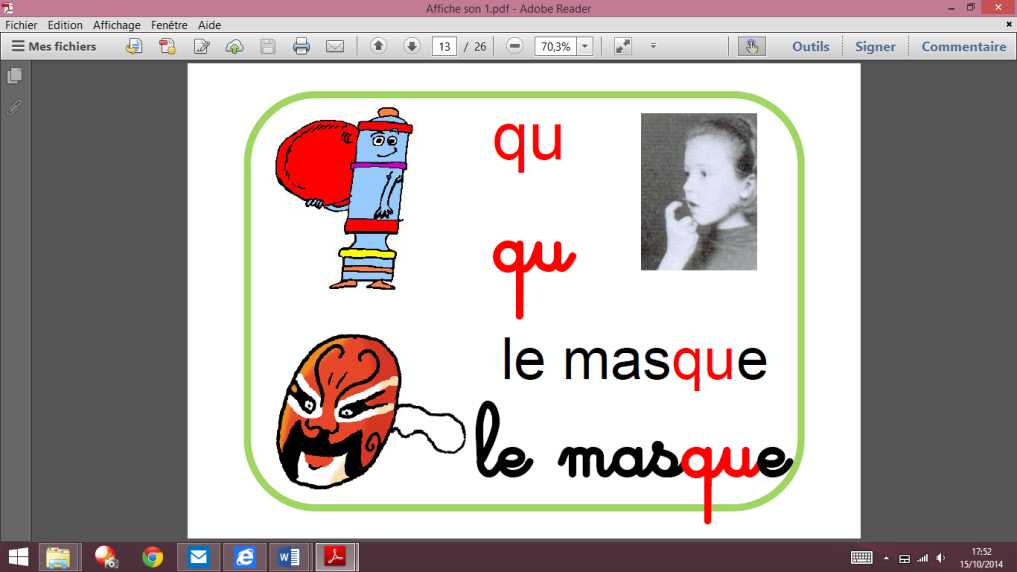 Affiche son 1.pdf - Adobe Reader
Fichier Edition Affichage Fenêtre Aide
Mes fichiers 13 / 26 70,3% Outils Signer Commentaire
qu
qu
le masque
le masque
17:52
15/10/2014